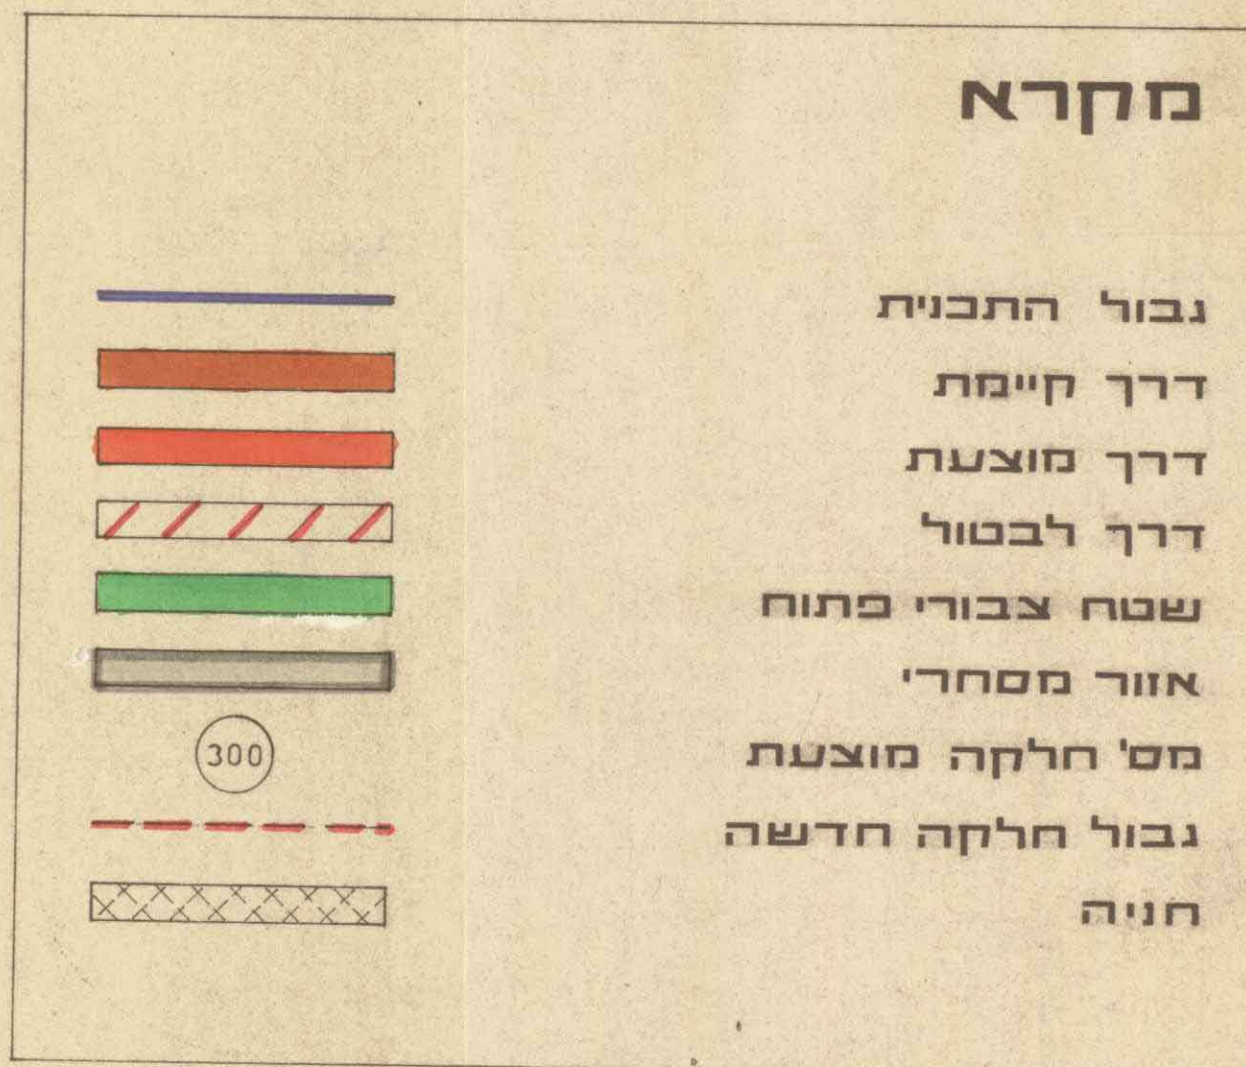 מקרא
גבול התכנית
דרך קיימת
דרך מוצעת
דרך לבטול
שטח צבורי פתוח
אזור מסחרי
מס' חלקה מוצעת 300
גבול חלקה חדשה
חניה